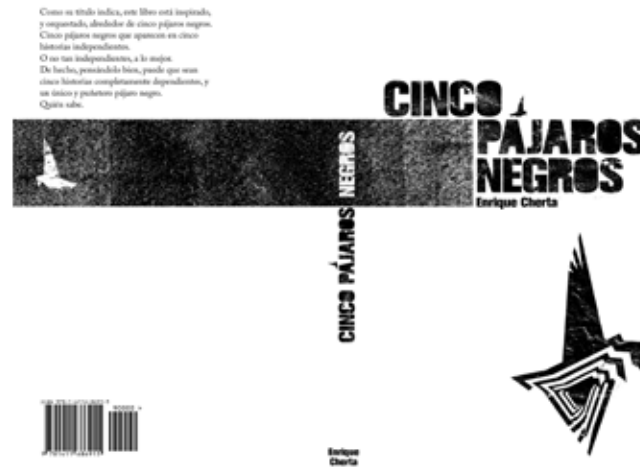 Como su título indica, este libro está inspirado,
y orquestado, alrededor de cinco pájaros negros.
Cinco pájaros negros que aparecen en cinco
historias independientes.
O no tan independientes, a lo mejor.
De hecho, pensándolo bien, puede que sean
cinco historias completamente dependientes, y
un único y puñetero pájaro negro.
Quién sabe.
CINCO PÁJAROS NEGROS
Enrique
Cherta
CINCO
PÁJAROS
NEGROS
Enrique Cherta